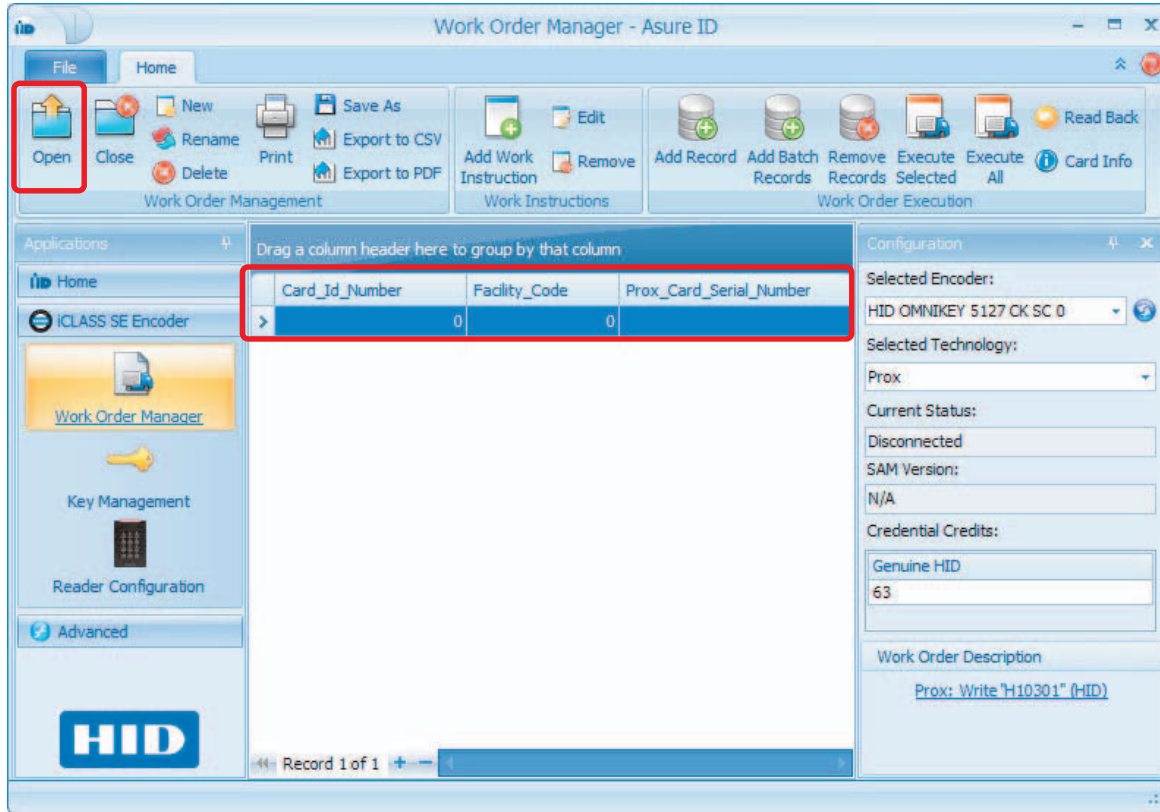 HID
Work Order Manager - Asure ID
File
Home
Open
Close
New
Rename
Delete
Print
Save As
Export to CSV
Export to PDF
Work Order Management
Add Work
Instruction
Edit
Remove
Work Instructions
Add Record
Add Batch
Records
Remove
Records
Execute
Selected
Execute
All
Read Back
Card Info
Work Order Execution
Applications
HID Home
iCLASS SE Encoder
Work Order Manager
Key Management
Reader Configuration
Advanced
HID
Drag a column header here to group by that column
Card_Id_Number Facility_Code Prox_Card_Serial_Number
0 0
Record 1 of 1
Configuration
Selected Encoder:
HID OMNIKEY 5127 CK SC 0
Selected Technology:
Prox
Current Status:
Disconnected
SAM Version:
N/A
Credential Credits:
Genuine HID
63
Work Order Description
Prox: Write "H10301" (HID)